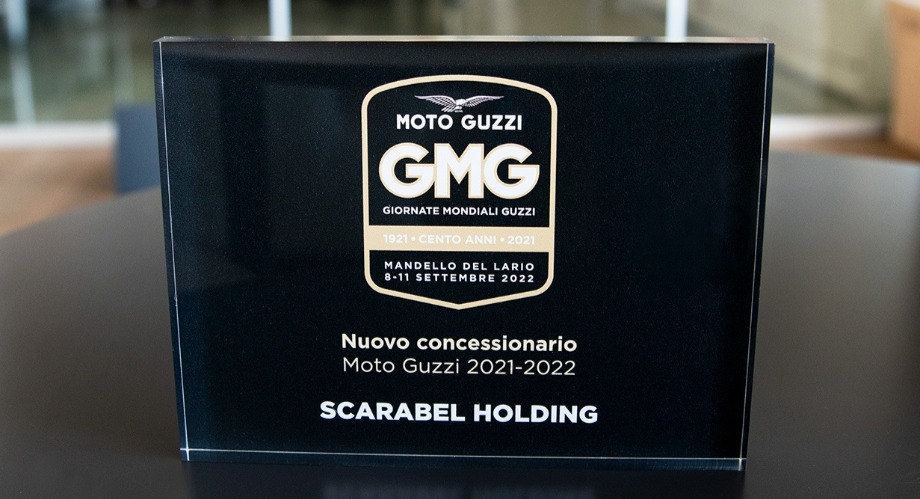 MOTO GUZZI
GMG
GIORNATE MONDIALI GUZZI
1921 • CENTO ANNI • 2021
MANDELLO DEL LARIO
8-11 SETTEMBRE 2022
Nuovo concessionario
Moto Guzzi 2021-2022
SCARABEL HOLDING